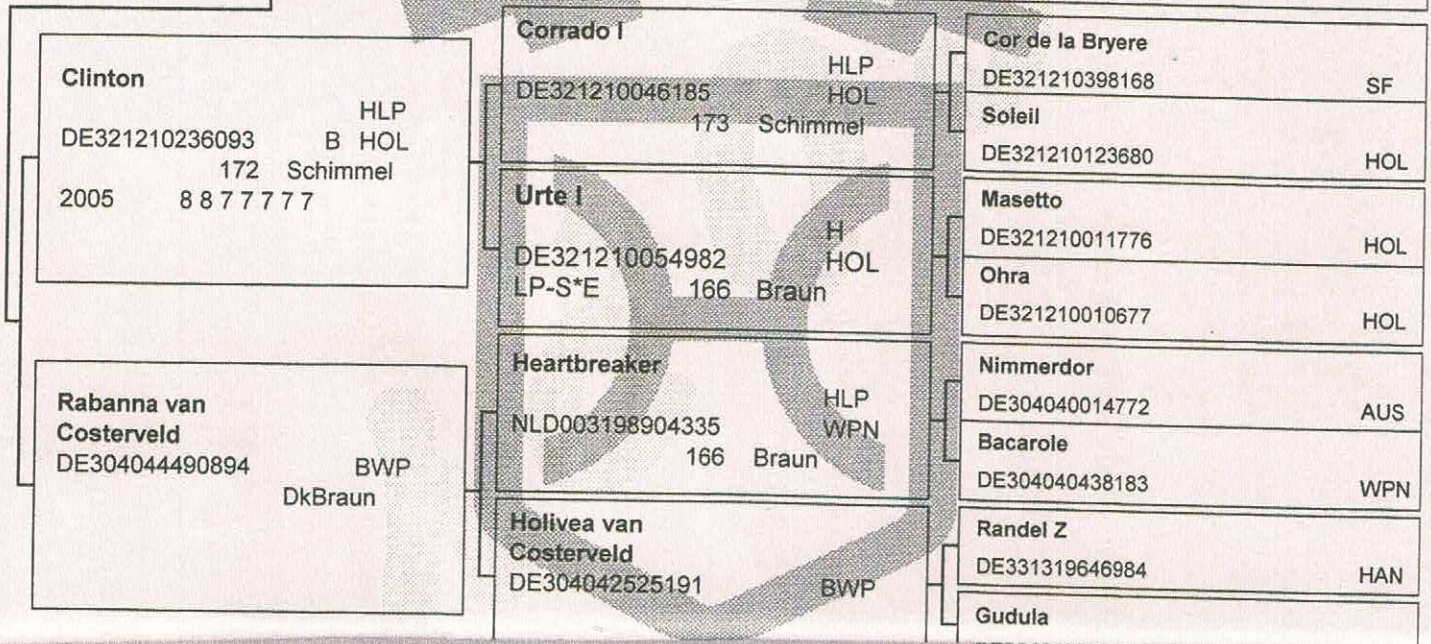 Clinton
HLP
DE321210236093 B HOL
172 Schimmel
2005 8 8 7 7 7 7 7
Rabanna van
Costerveld
DE304044490894 BWP
DkBraun
Corrado I
HLP
DE321210046185 HOL
173 Schimmel
Urte I
H
DE321210054982 HOL
LP-S*E 166 Braun
Heartbreaker
HLP
NLD003198904335 WPN
166 Braun
Holivea van
Costerveld
DE304042525191 BWP
Cor de la Bryere
DE321210398168 SF
Soleil
DE321210123680 HOL
Masetto
DE321210011776 HOL
Ohra
DE321210010677 HOL
Nimmerdor
DE304040014772 AUS
Bacarole
DE304040438183 WPN
Randel Z
DE331319646984 HAN
Gudula